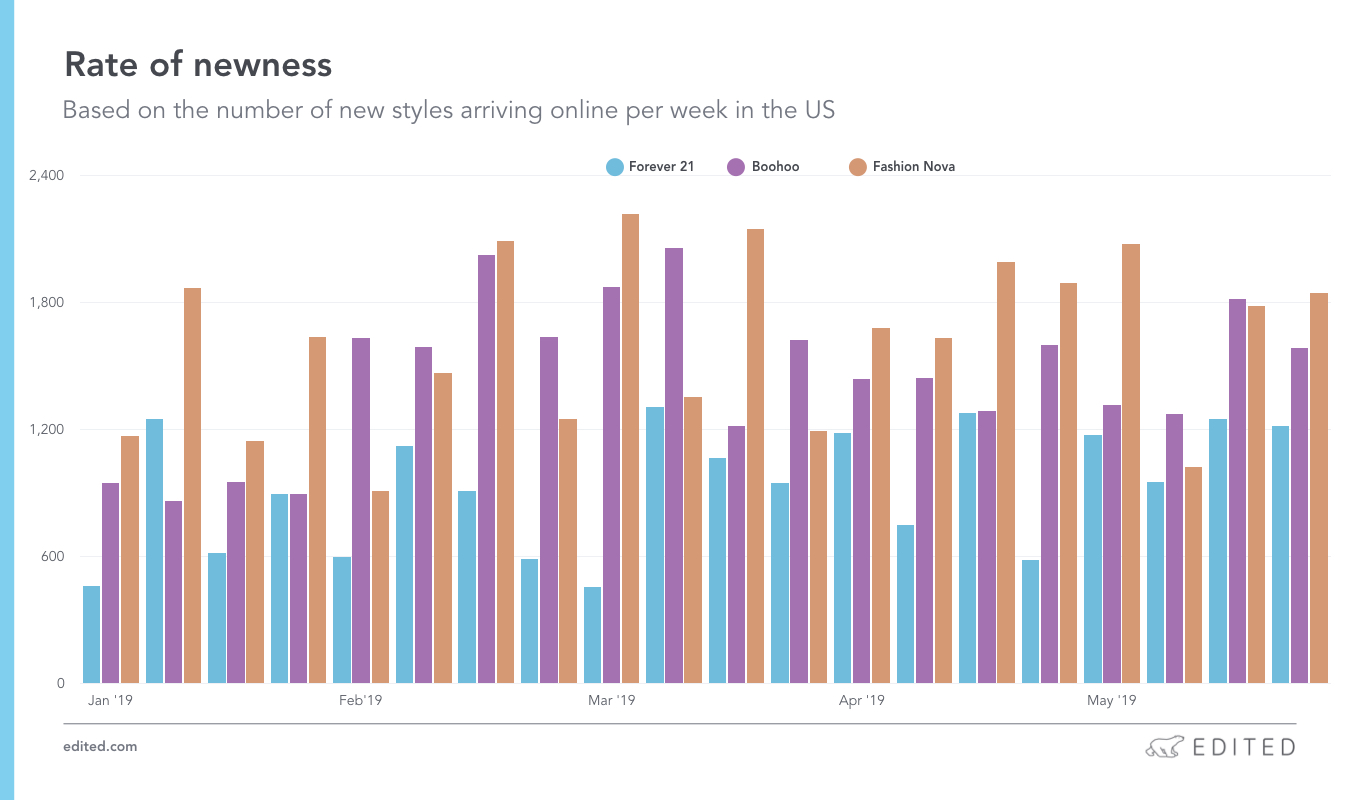 Rate of newness
Based on the number of new styles arriving online per week in the US
Forever 21 Boohoo Fashion Nova
2,400
1,800
1,200
600
0
Jan '19 Feb'19 Mar '19 Apr '19 May '19
edited.com
EDITED